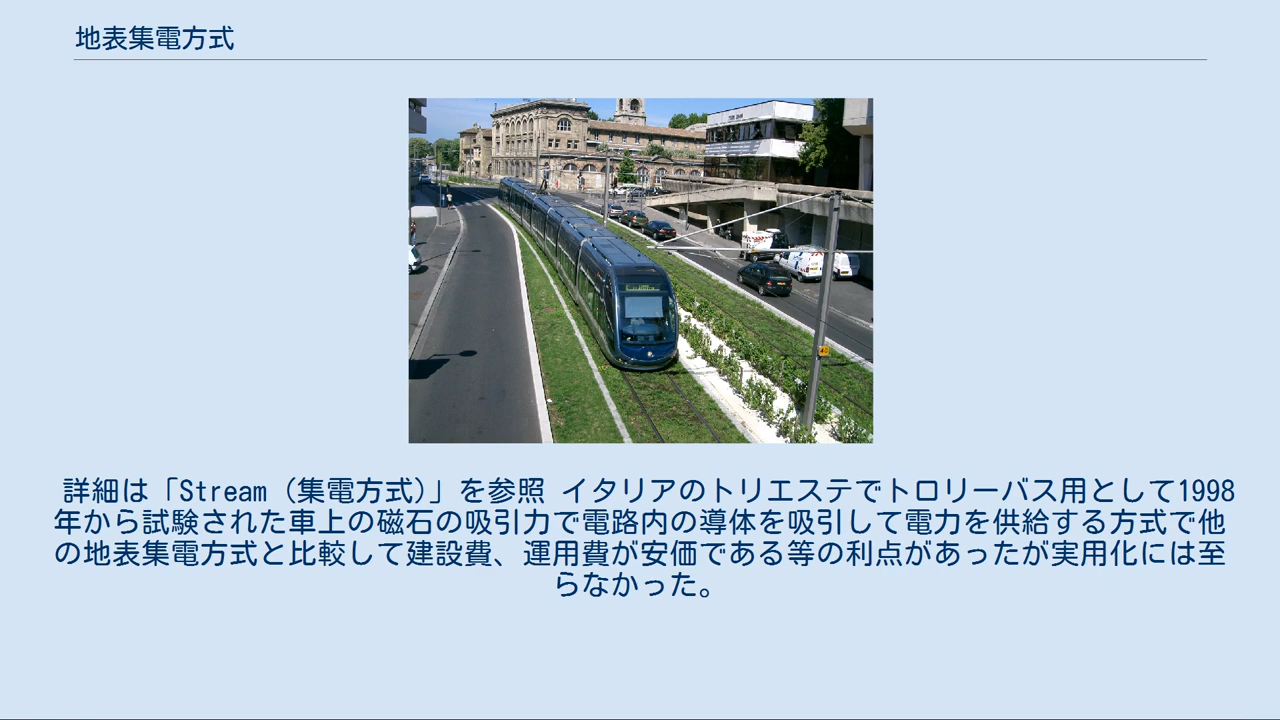 地表集電方式
詳細は「Stream (集電方式)」を参照 イタリアのトリエステでトロリーバス用として1998
年から試験された車上の磁石の吸引力で電路内の導体を吸引して電力を供給する方式で他
の地表集電方式と比較して建設費、運用費が安価である等の利点があったが実用化には至
らなかった。